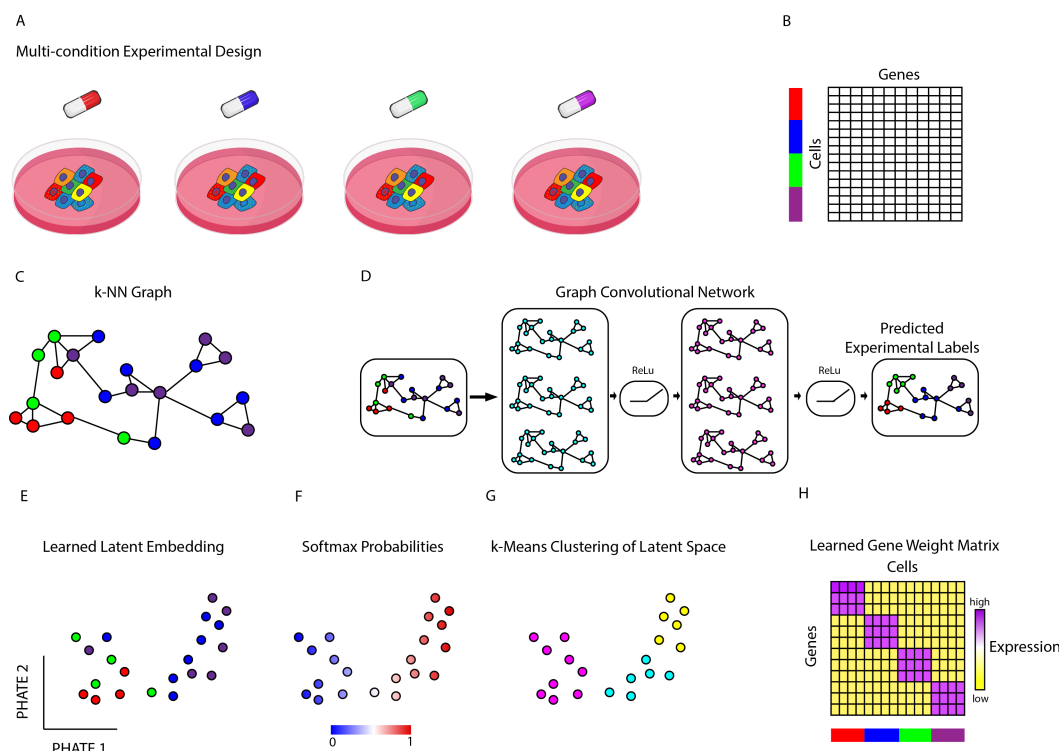 A
Multi-condition Experimental Design
B
Genes
Cells
C
k-NN Graph
D
Graph Convolutional Network
ReLu
ReLu
Predicted
Experimental Labels
E
Learned Latent Embedding
PHATE 2
PHATE 1
F
Softmax Probabilities
0
1
G
k-Means Clustering of Latent Space
H
Learned Gene Weight Matrix
Cells
Genes
high
Expression
low